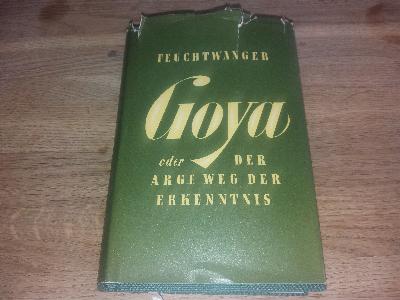 FEUCHTWANGER
Goya
oder DER
ARGE WEG DER
ERKENNTNIS